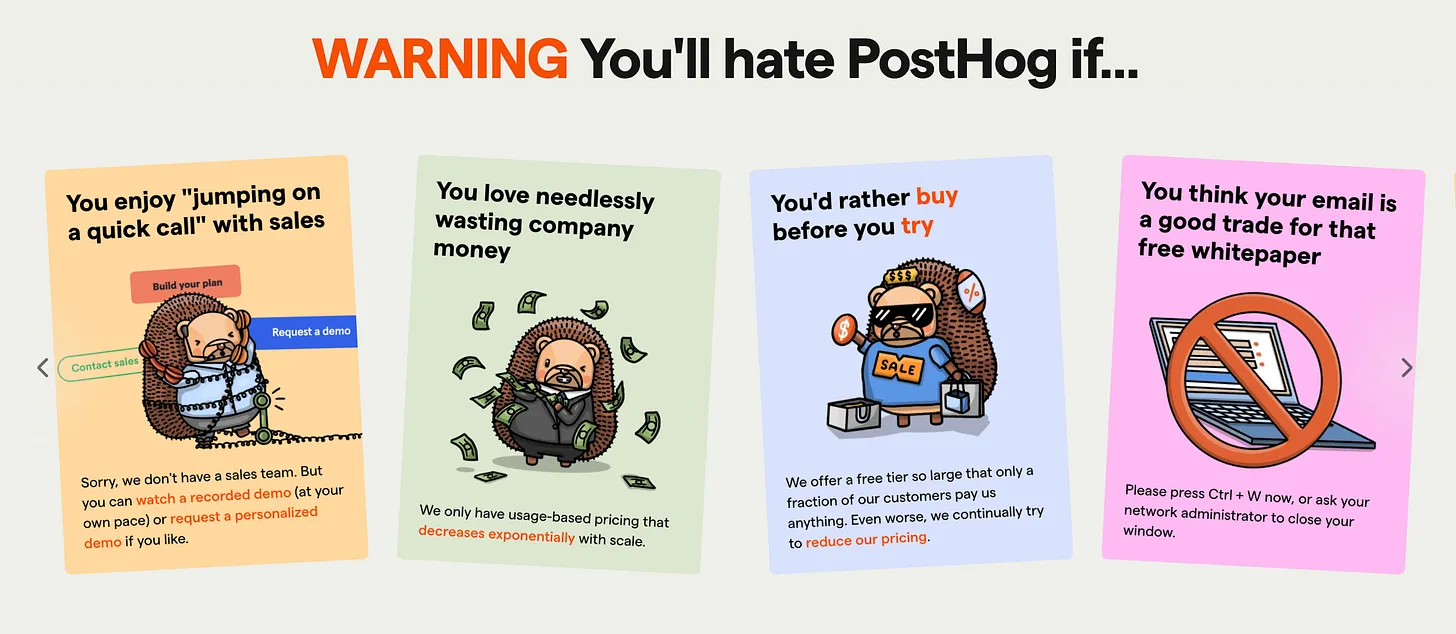 WARNING You'll hate PostHog if...
You enjoy "jumping on
a quick call" with sales
Build your plan
Request a demo
Contact sales
Sorry, we don't have a sales team. But
you can watch a recorded demo (at your
own pace) or request a personalized
demo if you like.
You love needlessly
wasting company
money
We only have usage-based pricing that
decreases exponentially with scale.
You'd rather buy
before you try
$$$
%
$
SALE
We offer a free tier so large that only a
fraction of our customers pay us
anything. Even worse, we continually try
to reduce our pricing.
You think your email is
a good trade for that
free whitepaper
Please press Ctrl + W now, or ask your
network administrator to close your
window.